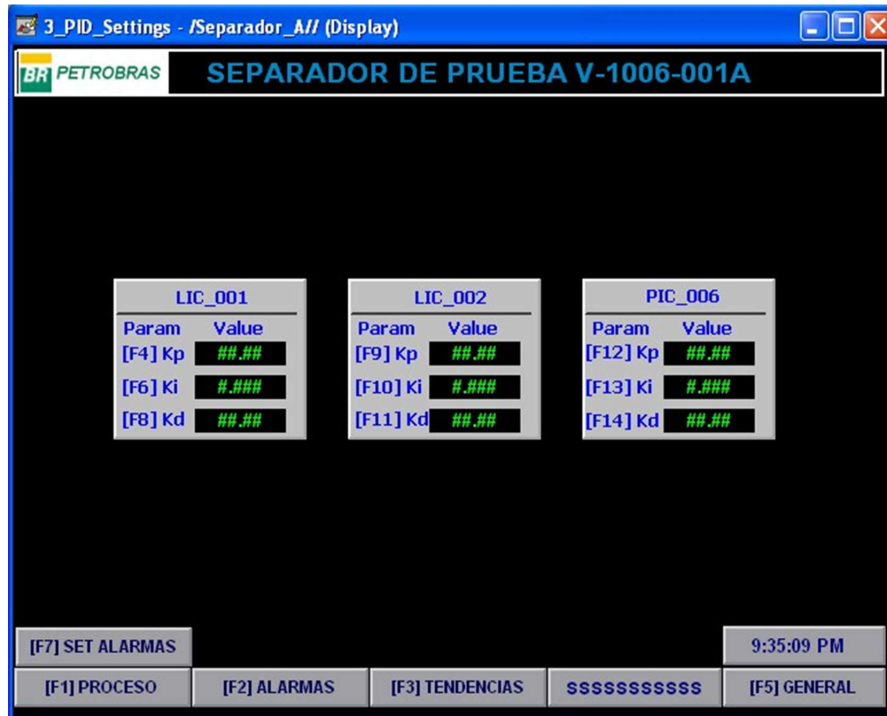 3_PID_Settings - /Separador_A// (Display)
BR PETROBRAS SEPARADOR DE PRUEBA V-1006-001A
LIC_001
Param Value
[F4] Kp ##.##
[F6] Ki #.###
[F8] Kd ##.##
LIC_002
Param Value
[F9] Kp ##.##
[F10] Ki #.###
[F11] Kd ##.##
PIC_006
Param Value
[F12] Kp ##.##
[F13] Ki #.###
[F14] Kd ##.##
[F7] SET ALARMAS 9:35:09 PM
[F1] PROCESO [F2] ALARMAS [F3] TENDENCIAS SSSSSSSSSSS [F5] GENERAL